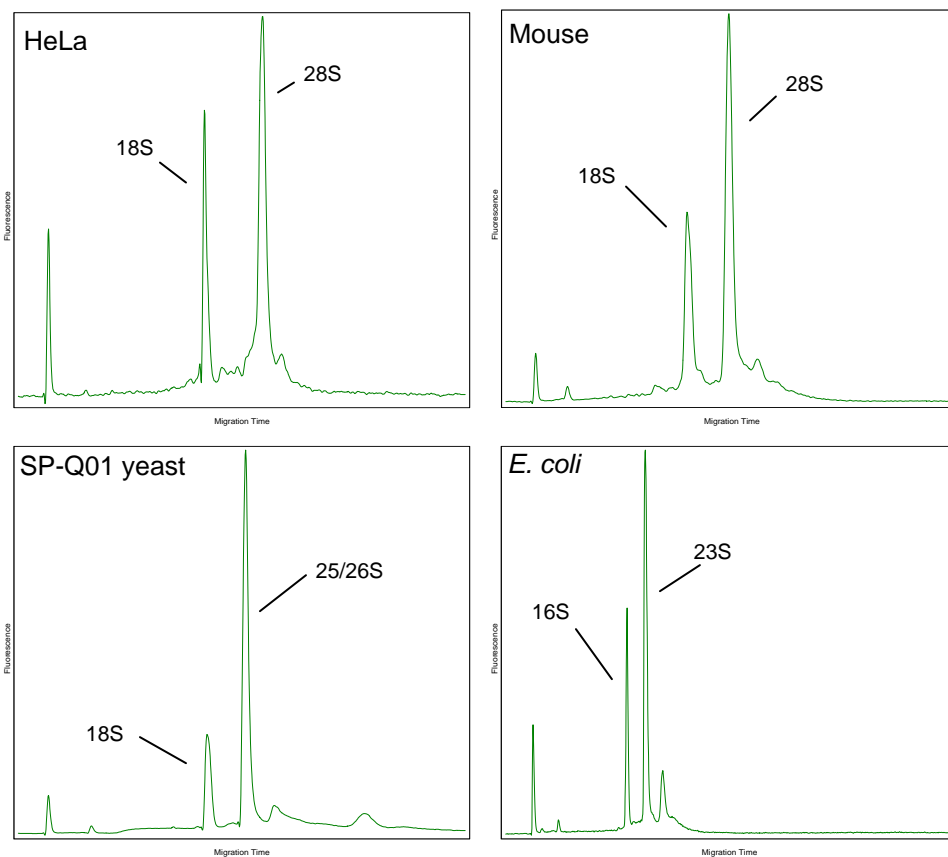 HeLa
28S
18S
Fluorescence
Migration Time
Mouse
28S
18S
Fluorescence
Migration Time
SP-Q01 yeast
25/26S
18S
Fluorescence
Migration Time
E. coli
23S
16S
Fluorescence
Migration Time